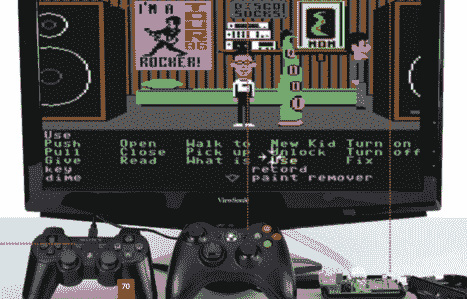 I'M A
TOUR
86
ROCKER!
DISCO!
SUCKS!
MOM
Use
Push Open Walk to New Kid Turn on
Pull Close Pick up Unlock Turn off
Give Read What is Use Fix
key record
dime paint remover
ViewSonic
70